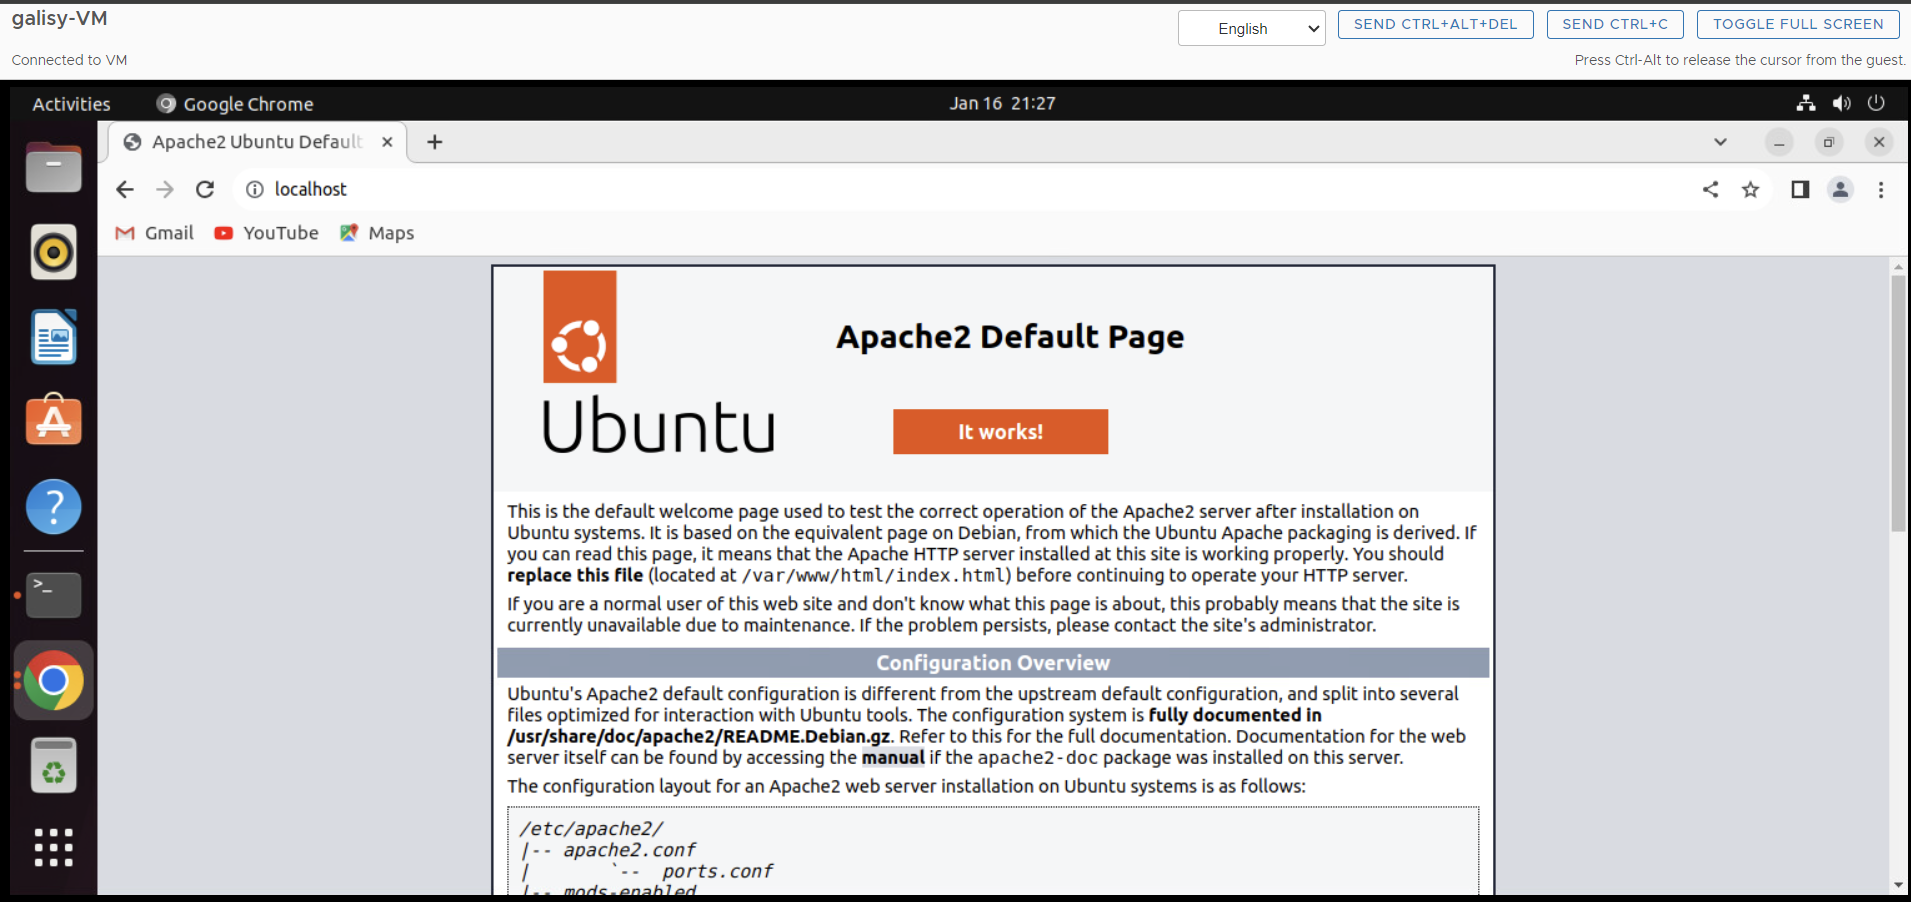 galisy-VM
English
SEND CTRL+ALT+DEL
SEND CTRL+C
TOGGLE FULL SCREEN
Connected to VM
Press Ctrl-Alt to release the cursor from the guest.
Activities
Google Chrome
Jan 16 21:27
Apache2 Ubuntu Default
localhost
Gmail
YouTube
Maps
Apache2 Default Page
Ubuntu
It works!
This is the default welcome page used to test the correct operation of the Apache2 server after installation on
Ubuntu systems. It is based on the equivalent page on Debian, from which the Ubuntu Apache packaging is derived. If
you can read this page, it means that the Apache HTTP server installed at this site is working properly. You should
replace this file (located at /var/www/html/index.html) before continuing to operate your HTTP server.
If you are a normal user of this web site and don't know what this page is about, this probably means that the site is
currently unavailable due to maintenance. If the problem persists, please contact the site's administrator.
Configuration Overview
Ubuntu's Apache2 default configuration is different from the upstream default configuration, and split into several
files optimized for interaction with Ubuntu tools. The configuration system is fully documented in
/usr/share/doc/apache2/README.Debian.gz. Refer to this for the full documentation. Documentation for the web
server itself can be found by accessing the manual if the apache2-doc package was installed on this server.
The configuration layout for an Apache2 web server installation on Ubuntu systems is as follows:
/etc/apache2/
|-- apache2.conf
|       `--  ports.conf
|-- mods-enabled